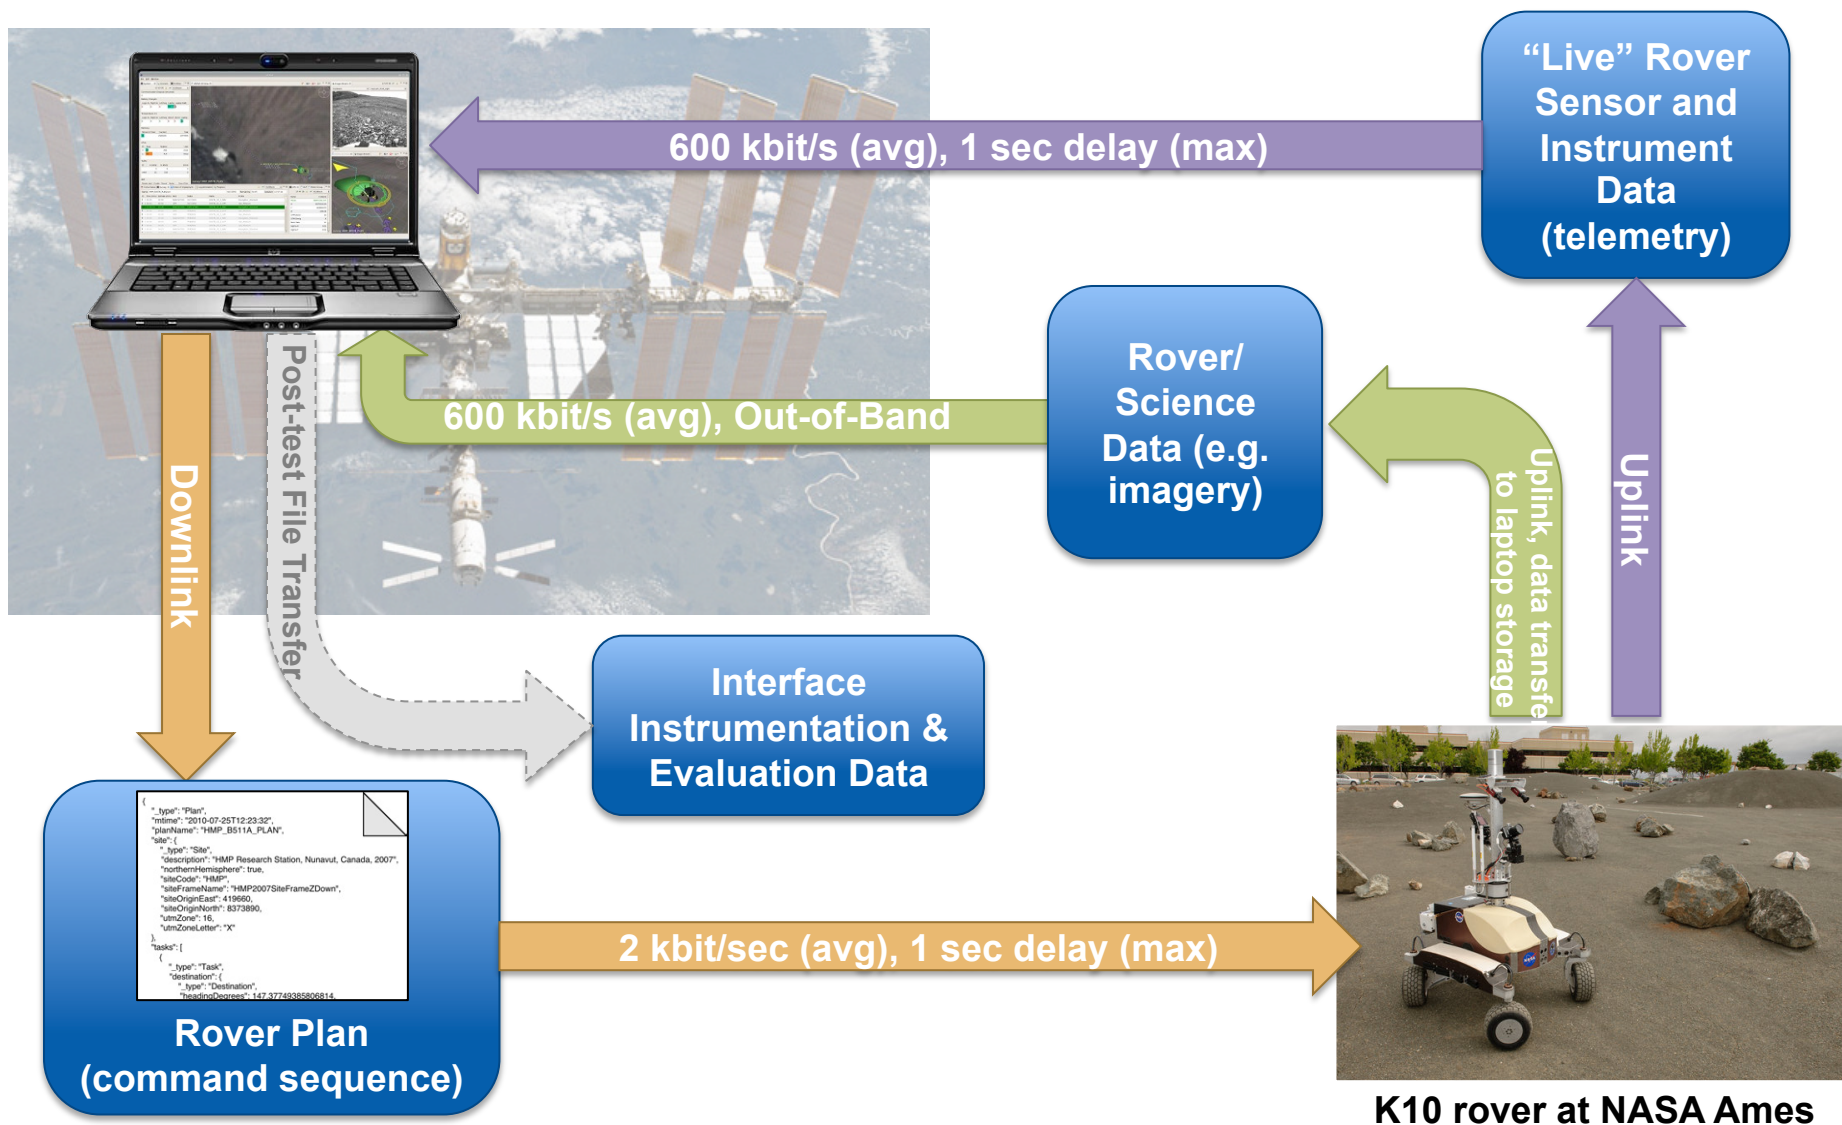 “Live” Rover
Sensor and
Instrument
Data
(telemetry)
600 kbit/s (avg), 1 sec delay (max)
Rover/
Science
Data (e.g.
imagery)
600 kbit/s (avg), Out-of-Band
Uplink, data transfer
to laptop storage
Uplink
Downlink
Post-test File Transfer
Interface
Instrumentation &
Evaluation Data
{
"_type": "Plan",
"mtime": "2010-07-25T12:23:32",
"planName": "HMP_B511A_PLAN",
"site": {
"_type": "Site",
"description": "HMP Research Station, Nunavut, Canada, 2007",
"northernHemisphere": true,
"siteCode": "HMP",
"siteFrameName": "HMP2007SiteFrameZDown",
"siteOriginEast": 419660,
"siteOriginNorth": 8373890,
"utmZone": 16,
"utmZoneLetter": "X"
},
"tasks": [
{
"_type": "Task",
"destination": {
"_type": "Destination",
"headingDegrees": 147.37749385806814,
Rover Plan
(command sequence)
2 kbit/sec (avg), 1 sec delay (max)
K10 rover at NASA Ames